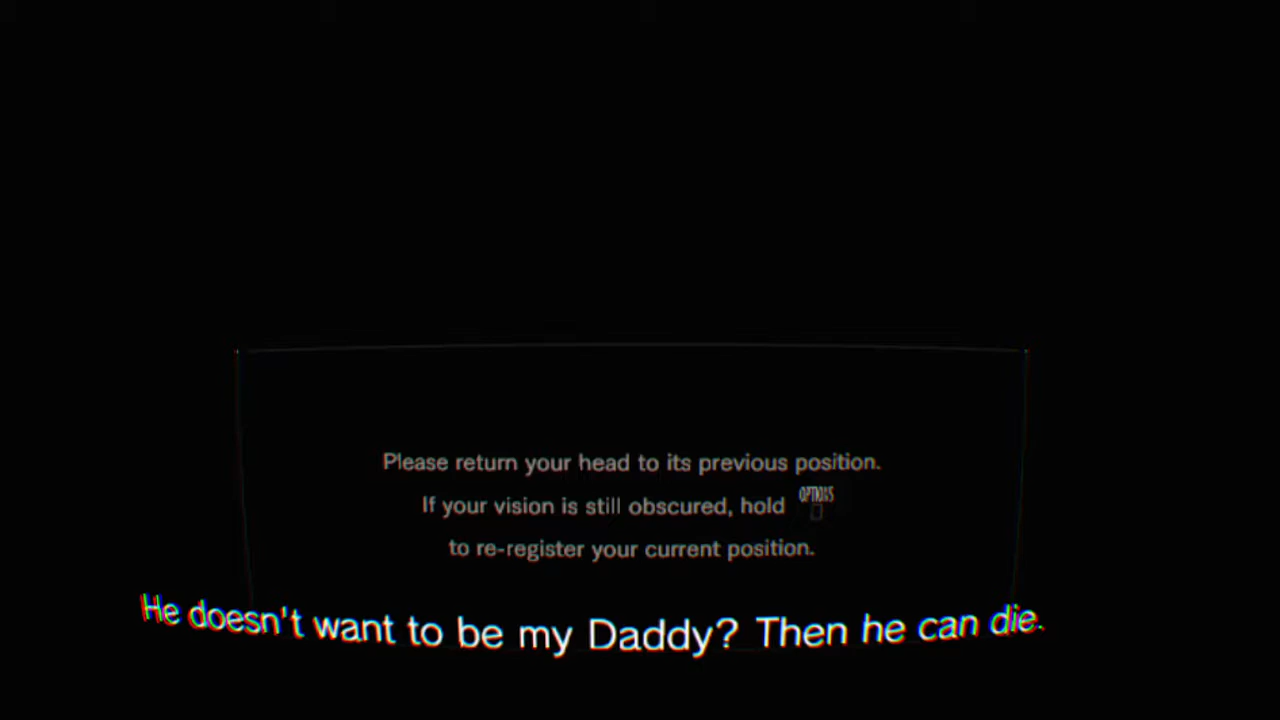 Please return your head to its previous position.
If your vision is still obscured, hold OPTIONS
to re-register your current position.
He doesn't want to be my Daddy? Then he can die.